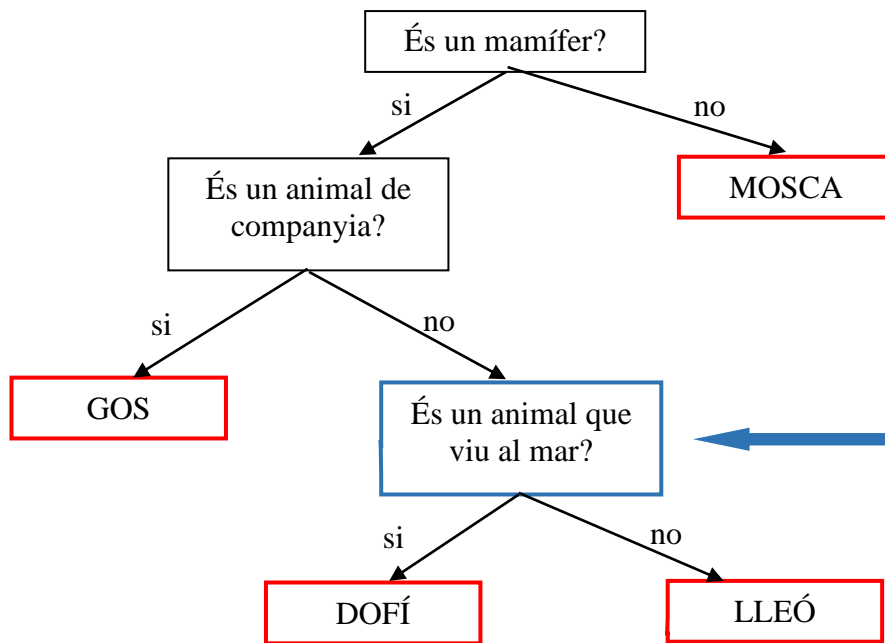 És un mamífer?
si
no
És un animal de
companyia?
MOSCA
si
no
GOS
És un animal que
viu al mar?
si
no
DOFÍ
LLEÓ